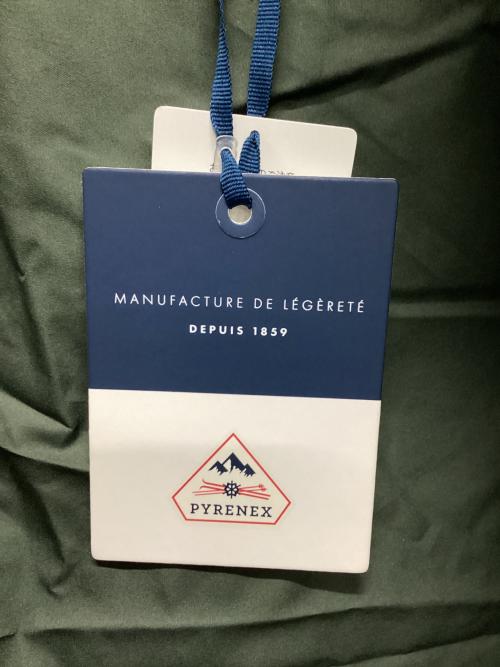 MANUFACTURE DE LÉGÈRETÉ
DEPUIS 1859
PYRENEX